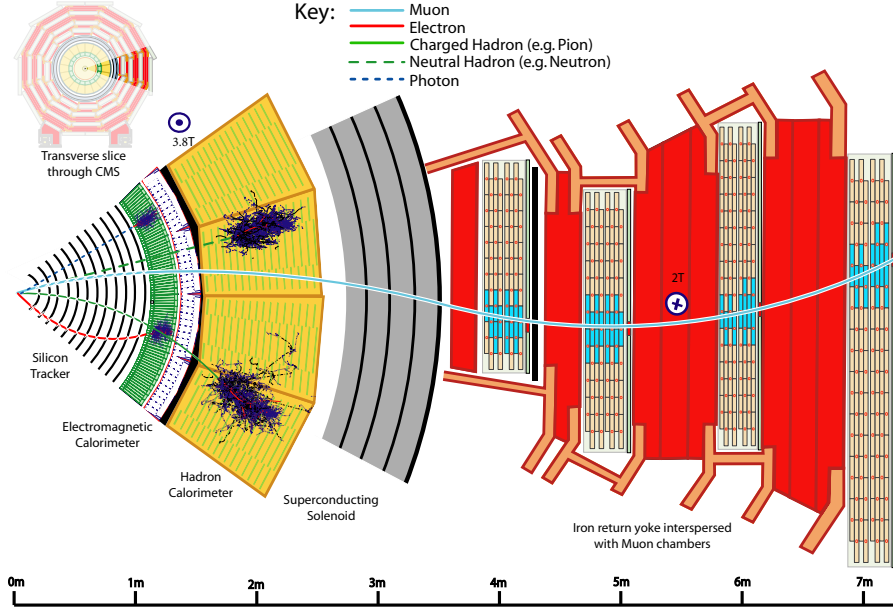 Key:
Muon
Electron
Charged Hadron (e.g. Pion)
Neutral Hadron (e.g. Neutron)
Photon
Transverse slice
through CMS
3.8T
2T
Silicon
Tracker
Electromagnetic
Calorimeter
Hadron
Calorimeter
Superconducting
Solenoid
Iron return yoke interspersed
with Muon chambers
0m 1m 2m 3m 4m 5m 6m 7m